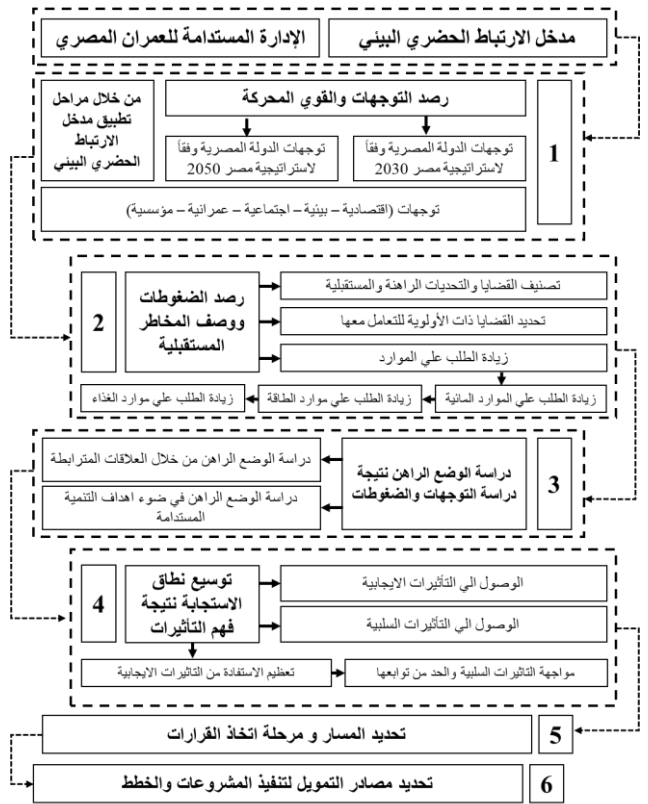 مدخل الارتباط الحضري البيئي
الإدارة المستدامة للعمران المصري
1
رصد التوجهات والقوي المحركة
توجهات الدولة المصرية وفقاً
لاستراتيجية مصر 2030
توجهات الدولة المصرية وفقاً
لاستراتيجية مصر 2050
من خلال مراحل
تطبيق مدخل
الارتباط
الحضري البيئي
توجهات (اقتصادية – بيئية – اجتماعية – عمرانية – مؤسسية)
2
رصد الضغوطات
ووصف المخاطر
المستقبلية
تصنيف القضايا والتحديات الراهنة والمستقبلية
تحديد القضايا ذات الأولوية للتعامل معها
زيادة الطلب علي الموارد
زيادة الطلب علي الموارد المائية
زيادة الطلب علي موارد الطاقة
زيادة الطلب علي موارد الغذاء
3
دراسة الوضع الراهن نتيجة
دراسة التوجهات والضغوطات
دراسة الوضع الراهن من خلال العلاقات المترابطة
دراسة الوضع الراهن في ضوء اهداف التنمية
المستدامة
4
توسيع نطاق
الاستجابة نتيجة
فهم التأثيرات
الوصول الي التأثيرات الايجابية
الوصول الي التأثيرات السلبية
تعظيم الاستفادة من التاثيرات الايجابية
مواجهة التاثيرات السلبية والحد من توابعها
5
تحديد المسار و مرحلة اتخاذ القرارات
6
تحديد مصادر التمويل لتنفيذ المشروعات والخطط